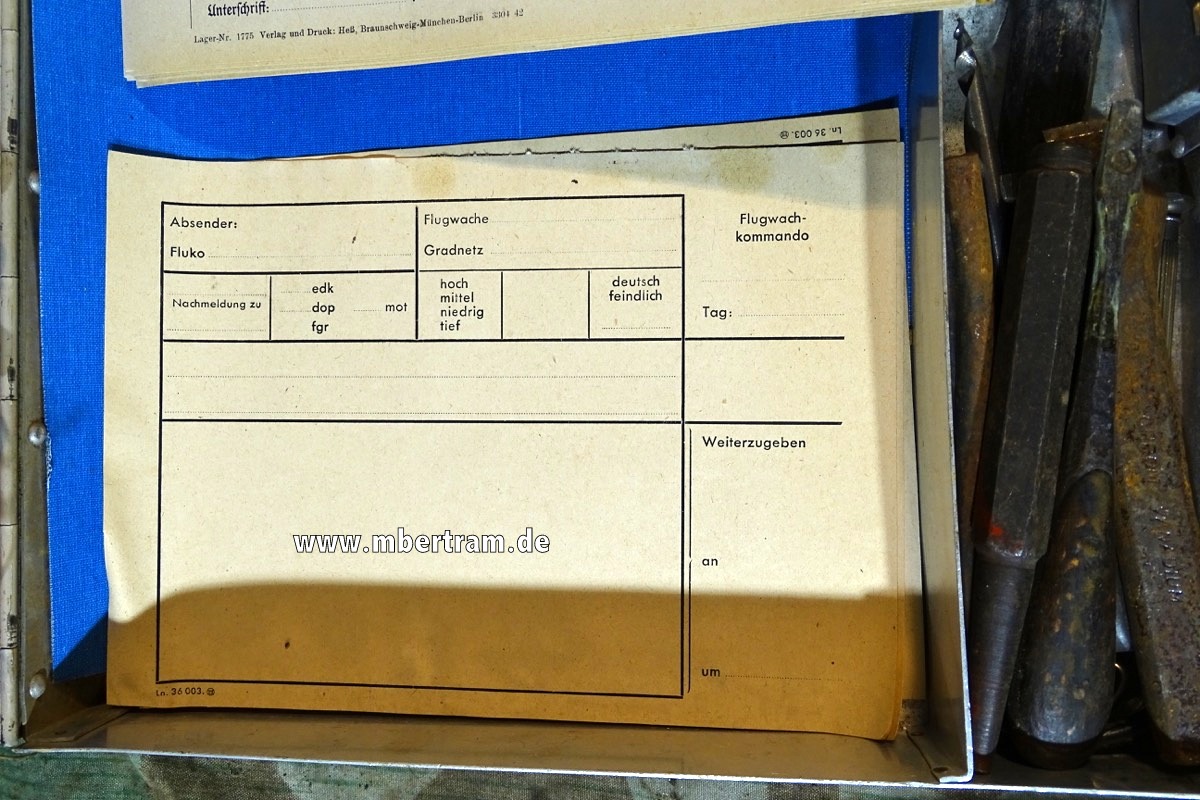 Unterschrift:
Lager-Nr. 1775 Verlag und Druck: Heß, Braunschweig-München-Berlin 3304 42
Ln. 36 003.
Absender:
Fluko
Flugwache
Gradnetz
Flugwach-
kommando
Nachmeldung zu
edk
dop
fgr
mot
hoch
mittel
niedrig
tief
deutsch
feindlich
Tag:
Weiterzugeben
www.mbertram.de
an
um
Ln. 36 003.